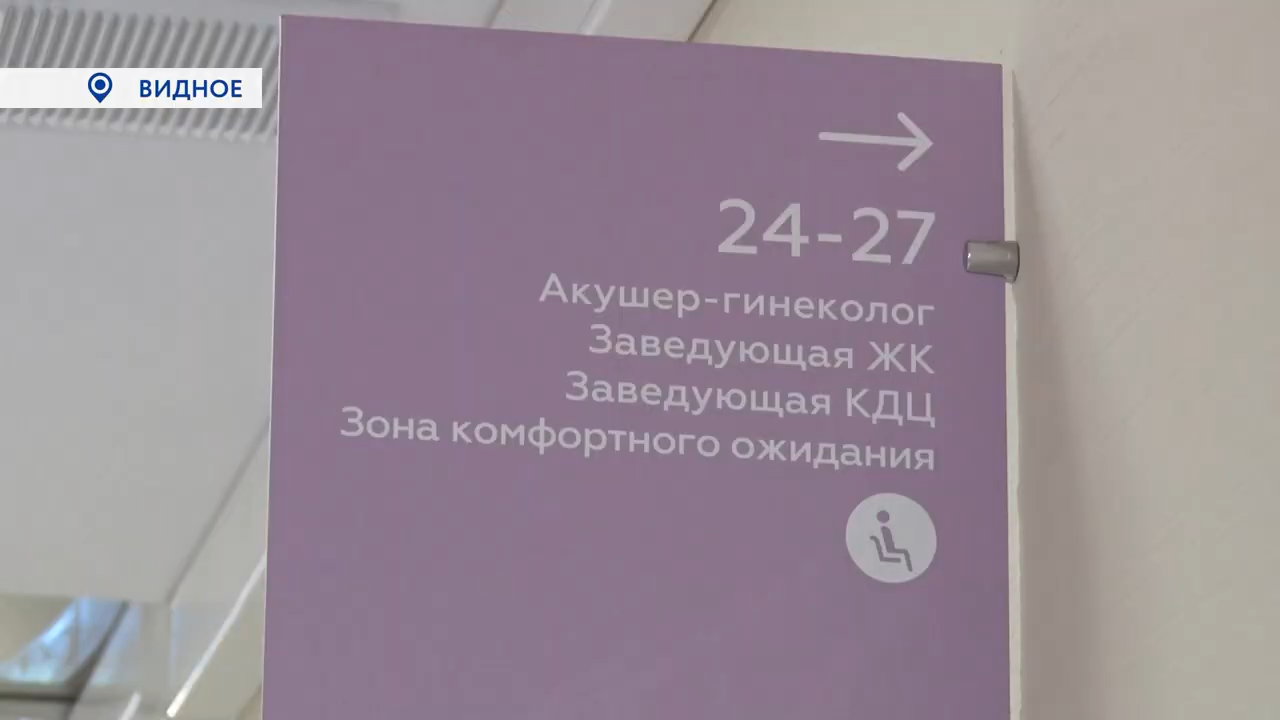 ВИДНОЕ
24-27
Акушер-гинеколог
Заведующая ЖК
Заведующая КДЦ
Зона комфортного ожидания